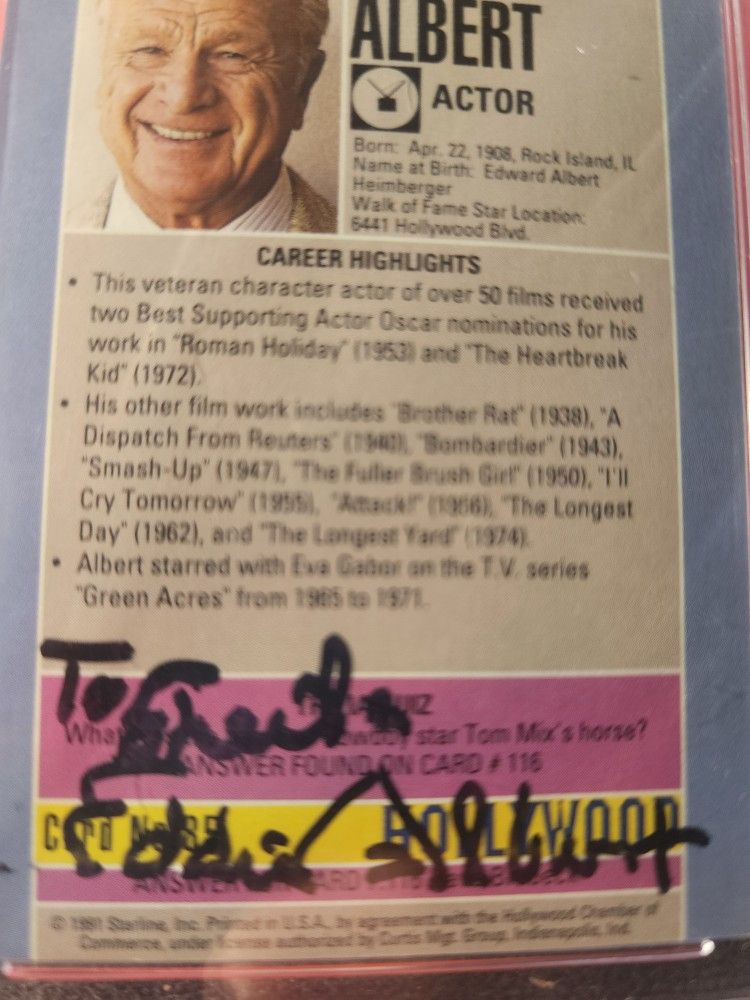 ALBERT
ACTOR
Born: Apr. 22, 1908, Rock Island, IL
Name at Birth: Edward Albert
Heimberger
Walk of Fame Star Location:
6441 Hollywood Blvd.
CAREER HIGHLIGHTS
• This veteran character actor of over 50 films received
two Best Supporting Actor Oscar nominations for his
work in "Roman Holiday" (1953) and "The Heartbreak
Kid" (1972).
• His other film work includes "Brother Rat" (1938), "A
Dispatch From Reuters" (1940), "Bombardier" (1943),
"Smash-Up" (1947), "The Fuller Brush Girl" (1950), "I'll
Cry Tomorrow" (1955), "Attack!" (1956), "The Longest
Day" (1962), and "The Longest Yard" (1974).
• Albert starred with Eva Gabor on the T.V. series
"Green Acres" from 1965 to 1971.
To
star Tom Mix's horse?
ANSWER FOUND ON CARD # 116
HOLLYWOOD
Eddie Albert
© 1991 Starline, Inc. Printed in U.S.A., by agreement with the Hollywood Chamber of
Commerce, under license authorized by Curtis Mgt. Group, Indianapolis, Ind.